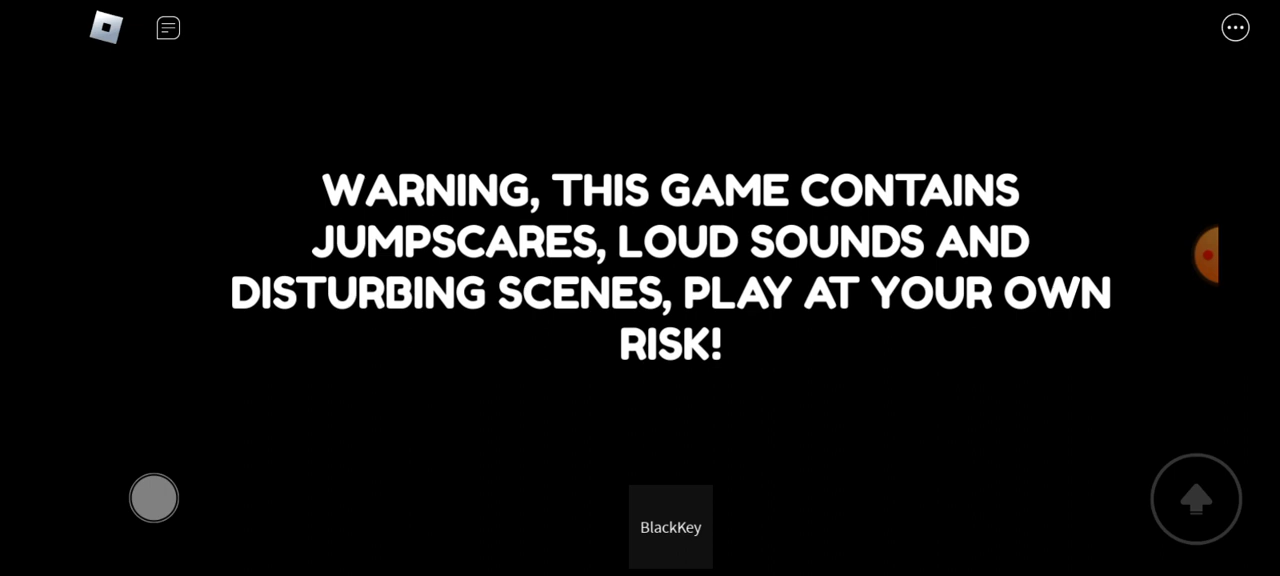 WARNING, THIS GAME CONTAINS
JUMPSCARES, LOUD SOUNDS AND
DISTURBING SCENES, PLAY AT YOUR OWN
RISK!
BlackKey